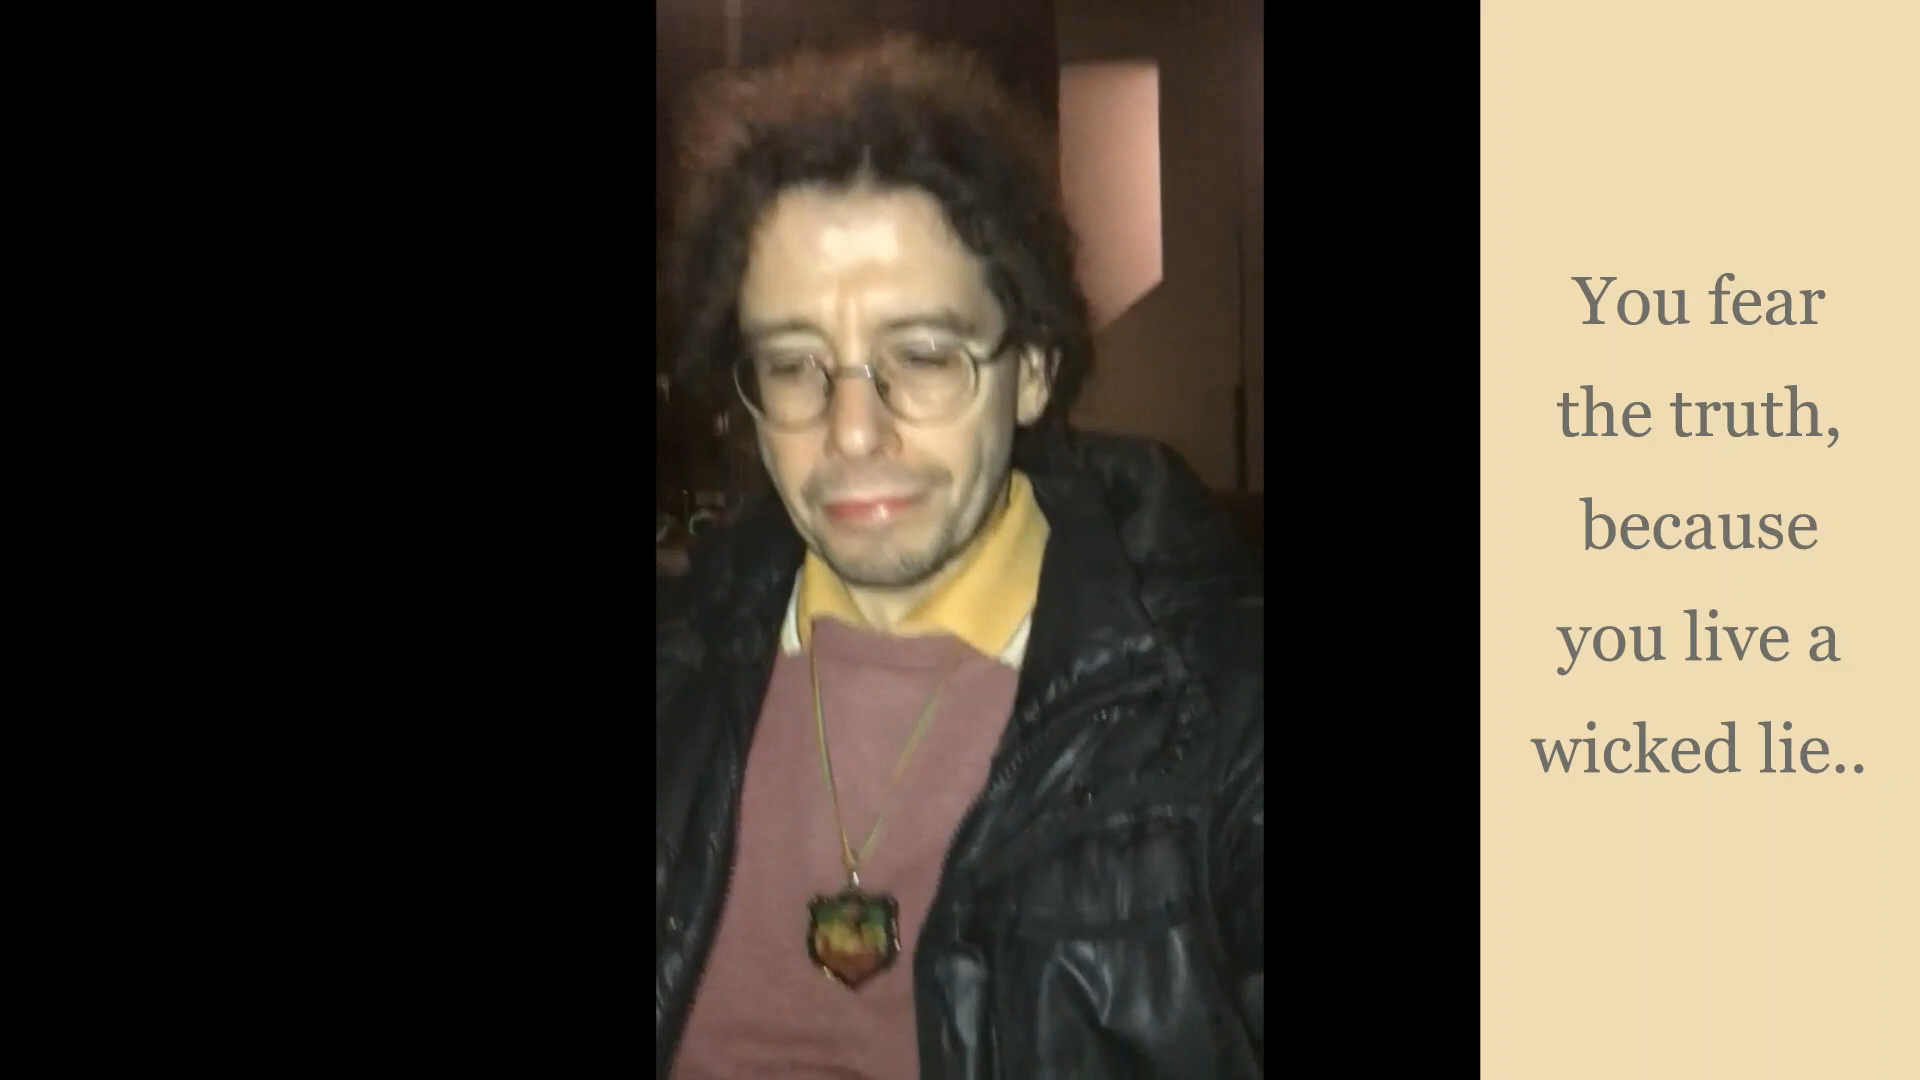 You fear
the truth,
because
you live a
wicked lie..